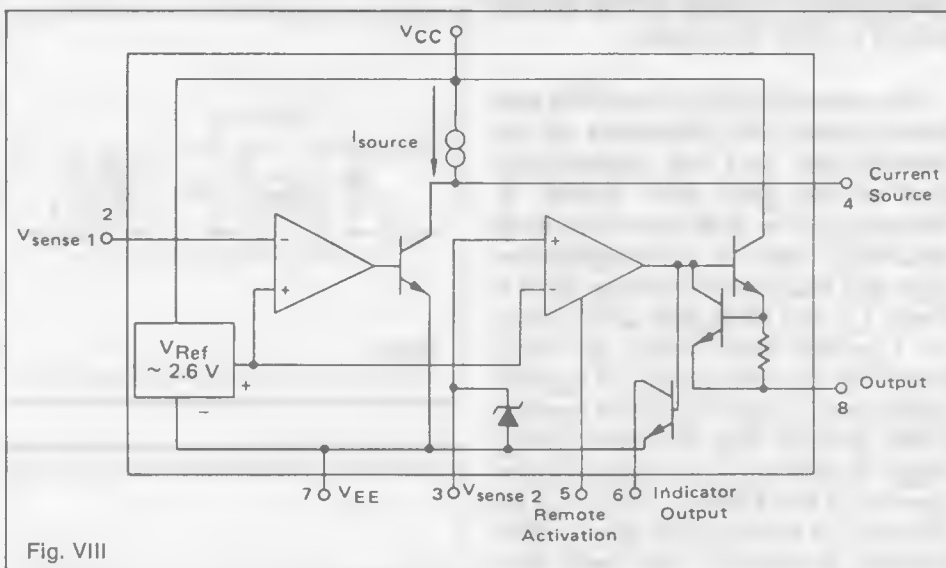 VCC
Isource
2
Vsense 1
Current
Source
4
-
+
+
-
VRef
~ 2.6 V
+
-
Output
8
7 VEE
3 Vsense 2
5
Remote
Activation
6 Indicator
Output
Fig. VIII